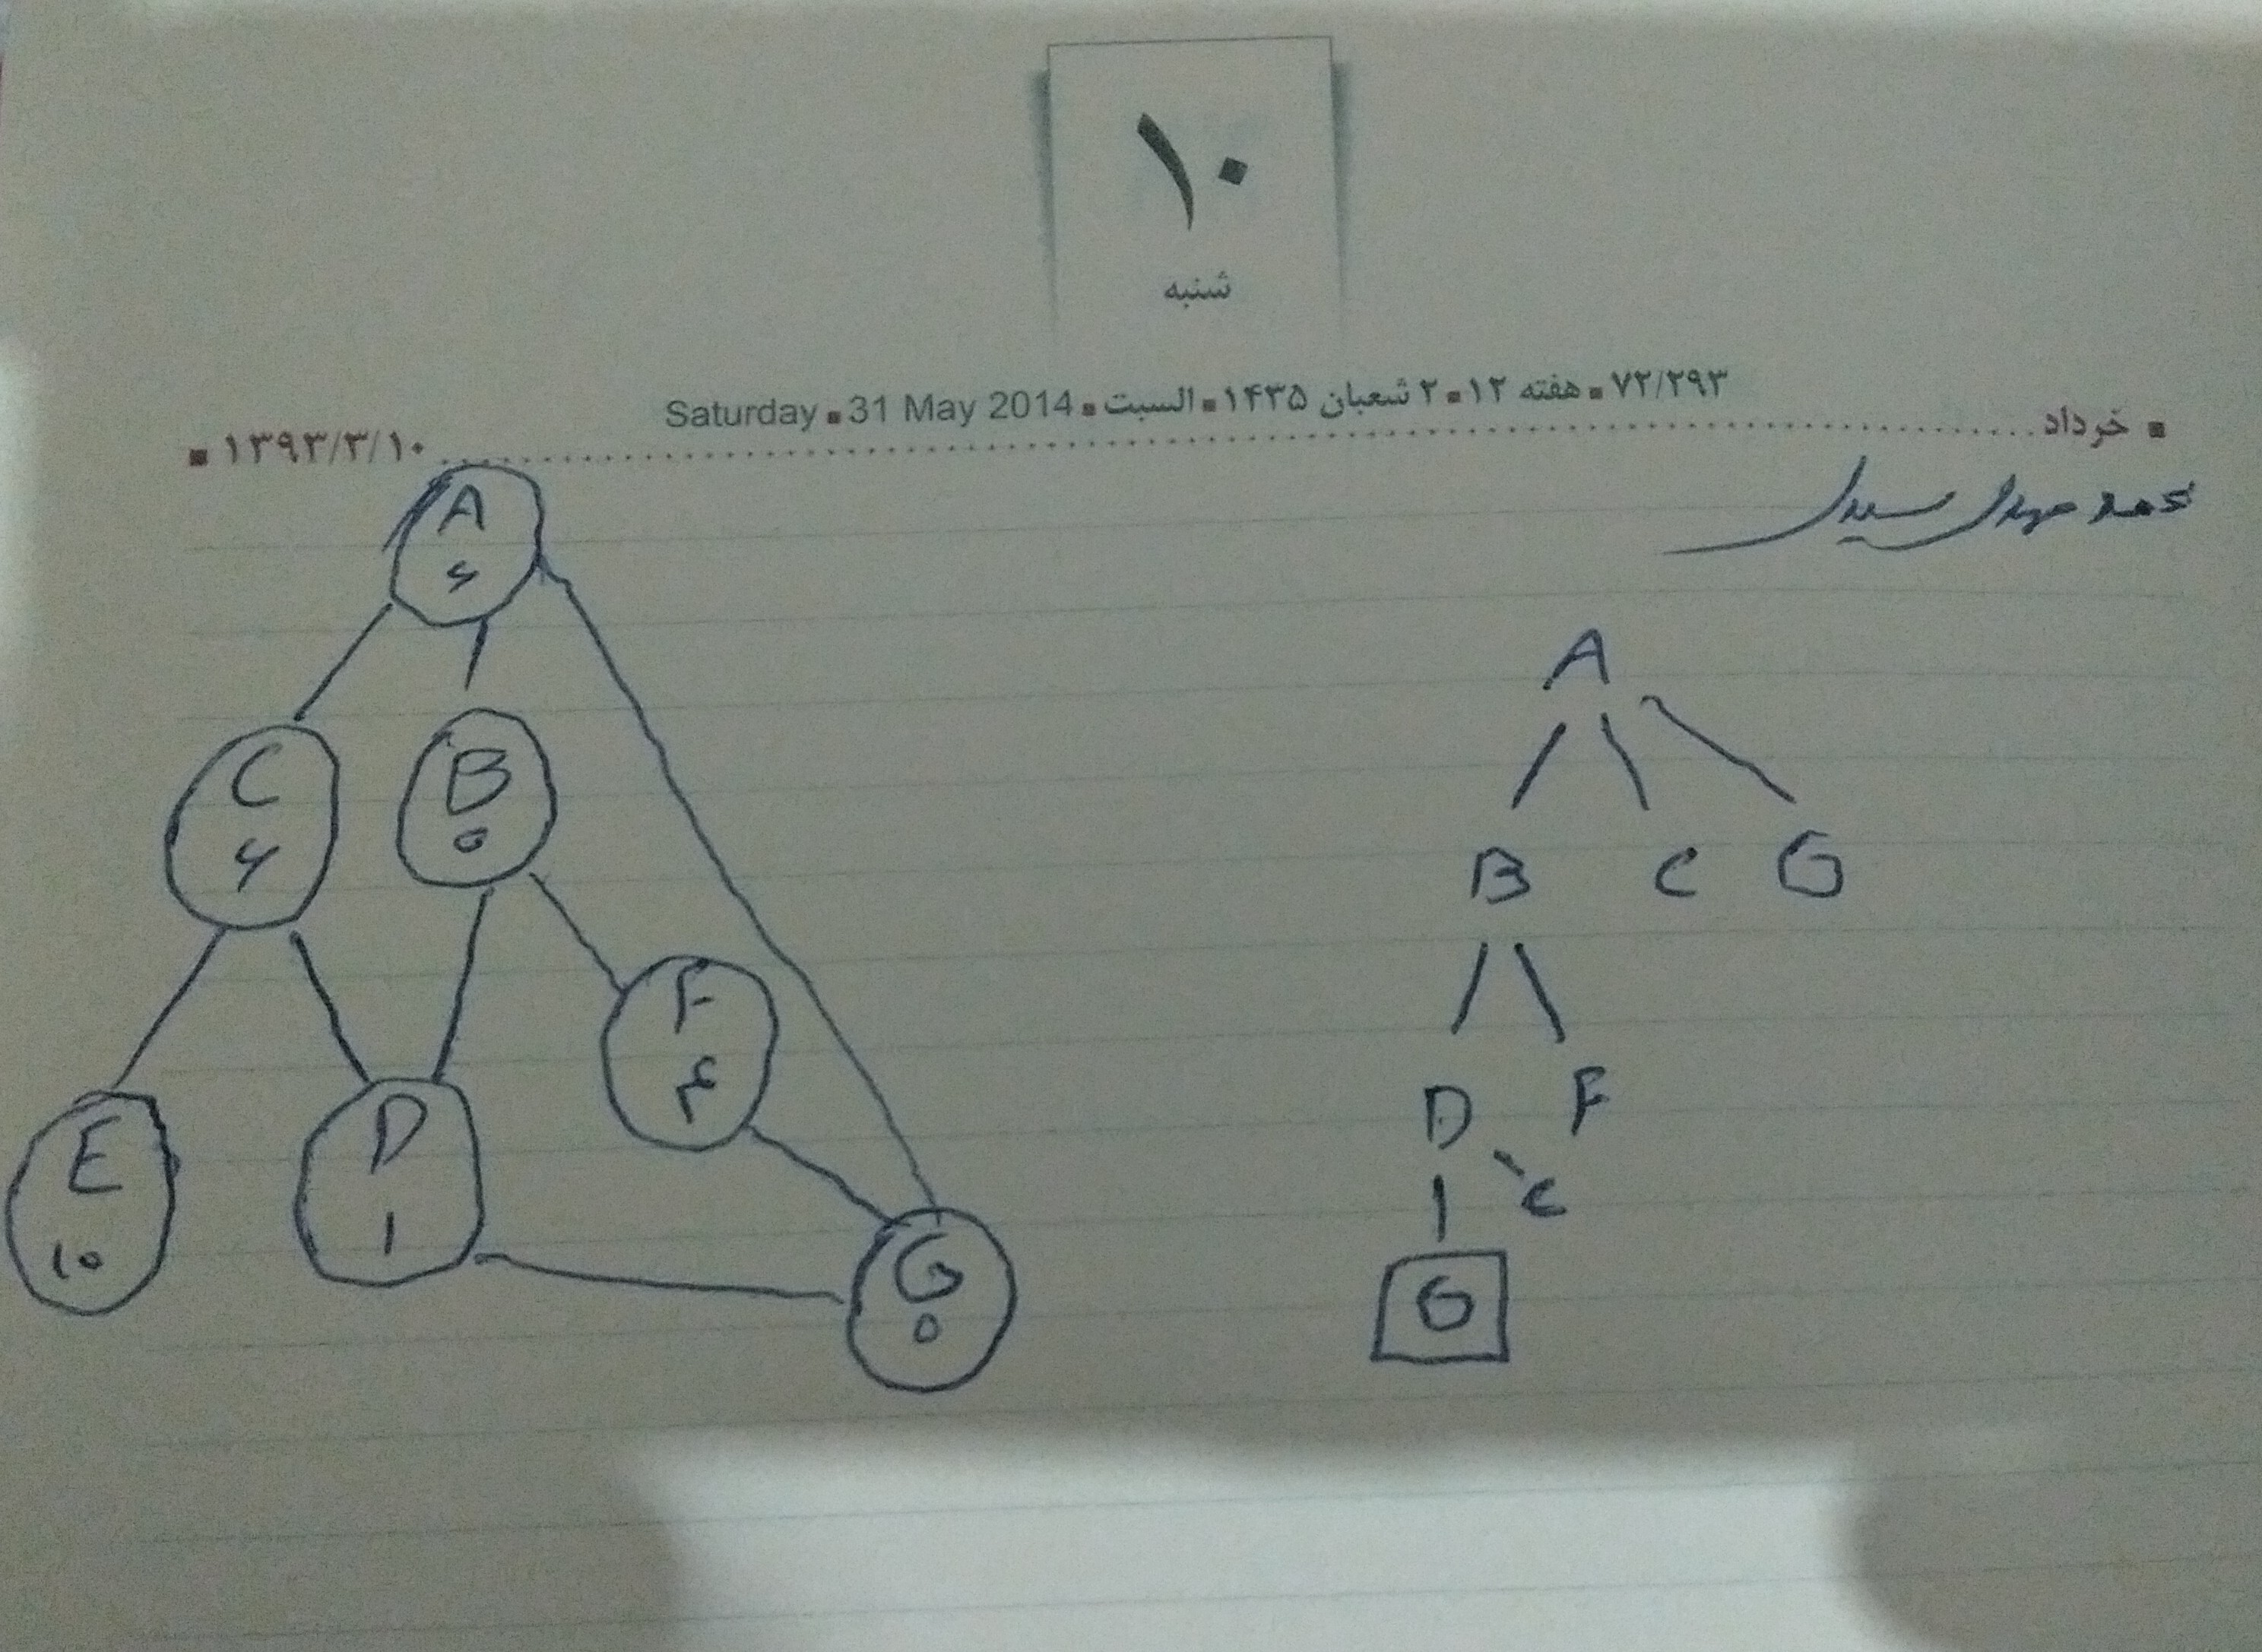 ۱۰
شنبه
۷۲/۲۹۳ ▪ هفته ۱۲ ▪ ۲ شعبان ۱۴۳۵ ▪ السبت ▪ 31 May 2014 ▪ Saturday
▪ خرداد ۱۳۹۳/۳/۱۰ ▪
محمد مهدی سیدی
A
۶
C
۶
B
۵
F
۴
E
۱۰
D
۱
G
۰
A
B C G
D F
C
G